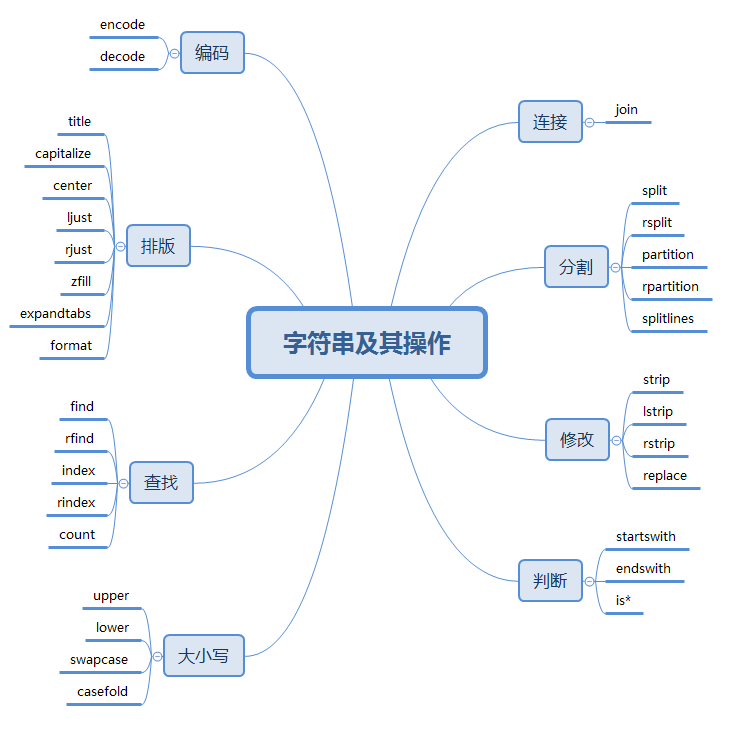 字符串及其操作
编码
encode
decode
排版
title
capitalize
center
ljust
rjust
zfill
expandtabs
format
查找
find
rfind
index
rindex
count
大小写
upper
lower
swapcase
casefold
连接
join
分割
split
rsplit
partition
rpartition
splitlines
修改
strip
lstrip
rstrip
replace
判断
startswith
endswith
is*